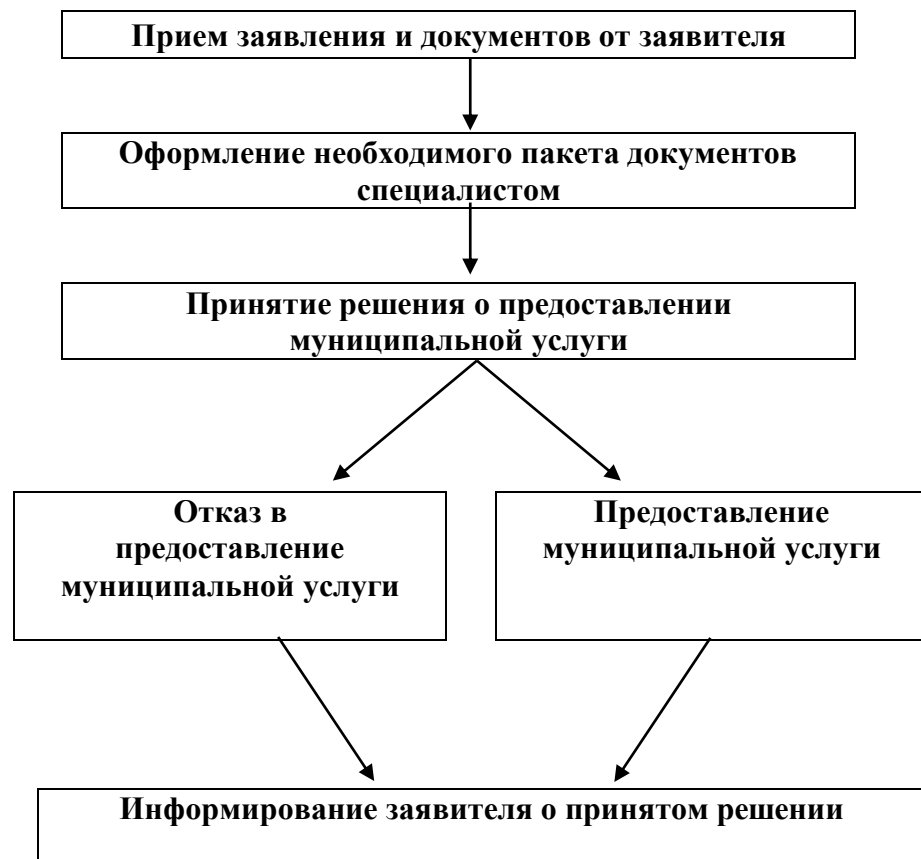 Прием заявления и документов от заявителя
Оформление необходимого пакета документов
специалистом
Принятие решения о предоставлении
муниципальной услуги
Отказ в
предоставление
муниципальной услуги
Предоставление
муниципальной услуги
Информирование заявителя о принятом решении